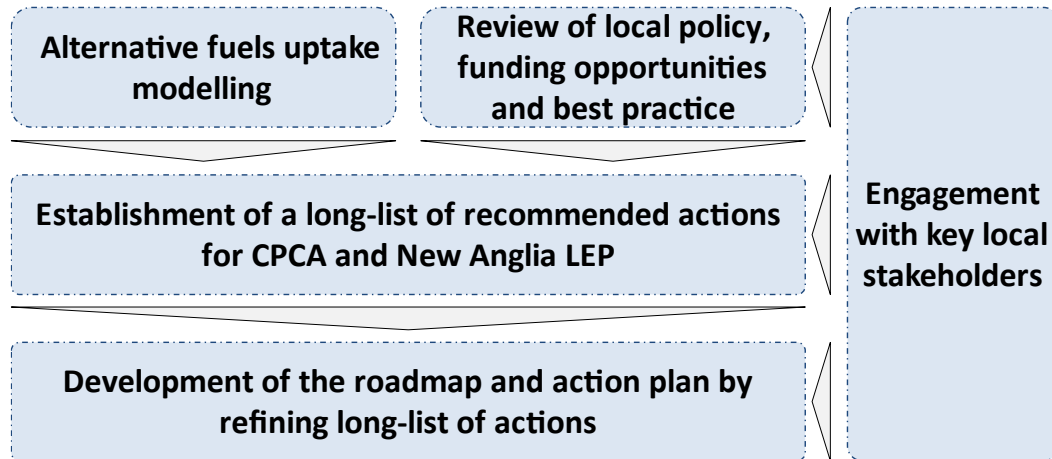 Alternative fuels uptake
modelling
Review of local policy,
funding opportunities
and best practice
Establishment of a long-list of recommended actions
for CPCA and New Anglia LEP
Development of the roadmap and action plan by
refining long-list of actions
Engagement
with key local
stakeholders